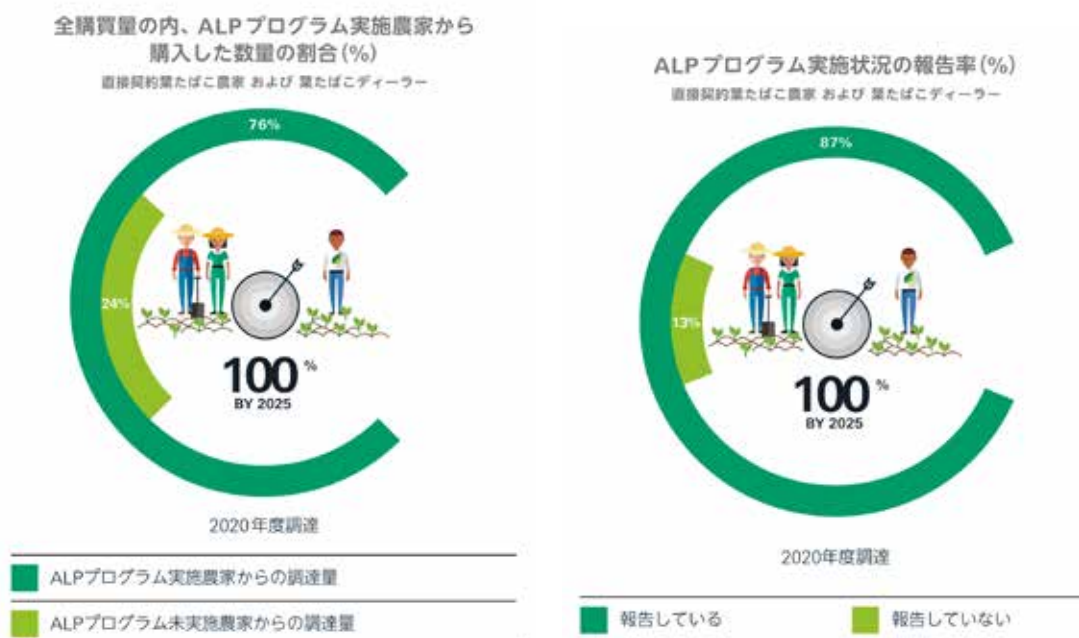 全購買量の内、ALPプログラム実施農家から
購入した数量の割合(%)
直接契約葉たばこ農家 および 葉たばこディーラー
76%
24%
100%
BY 2025
2020年度調達
ALPプログラム実施農家からの調達量
ALPプログラム未実施農家からの調達量
ALPプログラム実施状況の報告率(%)
直接契約葉たばこ農家 および 葉たばこディーラー
87%
13%
100%
BY 2025
2020年度調達
報告している
報告していない